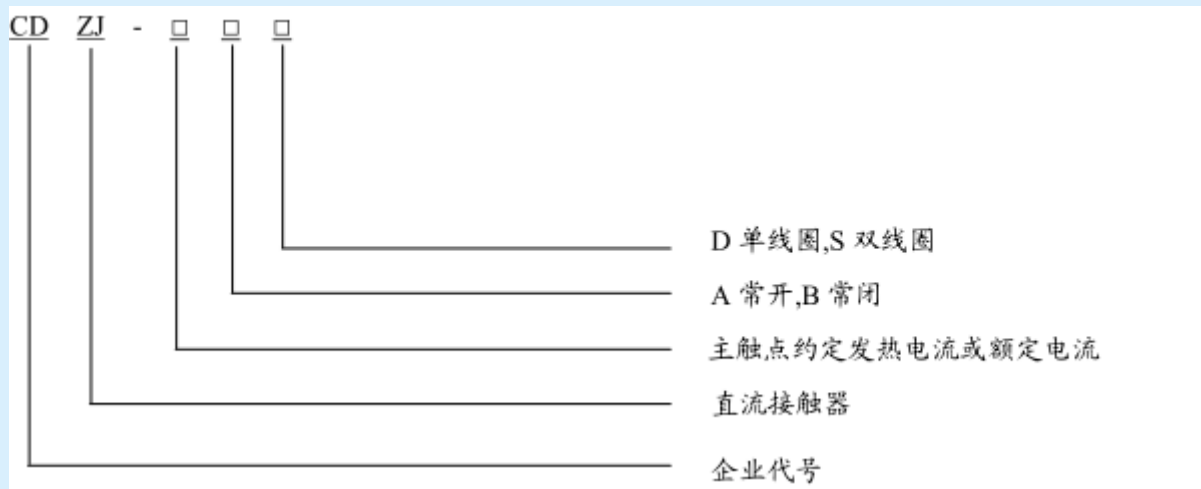 CD ZJ - □ □ □
D 单线圈,S 双线圈
A 常开,B 常闭
主触点约定发热电流或额定电流
直流接触器
企业代号